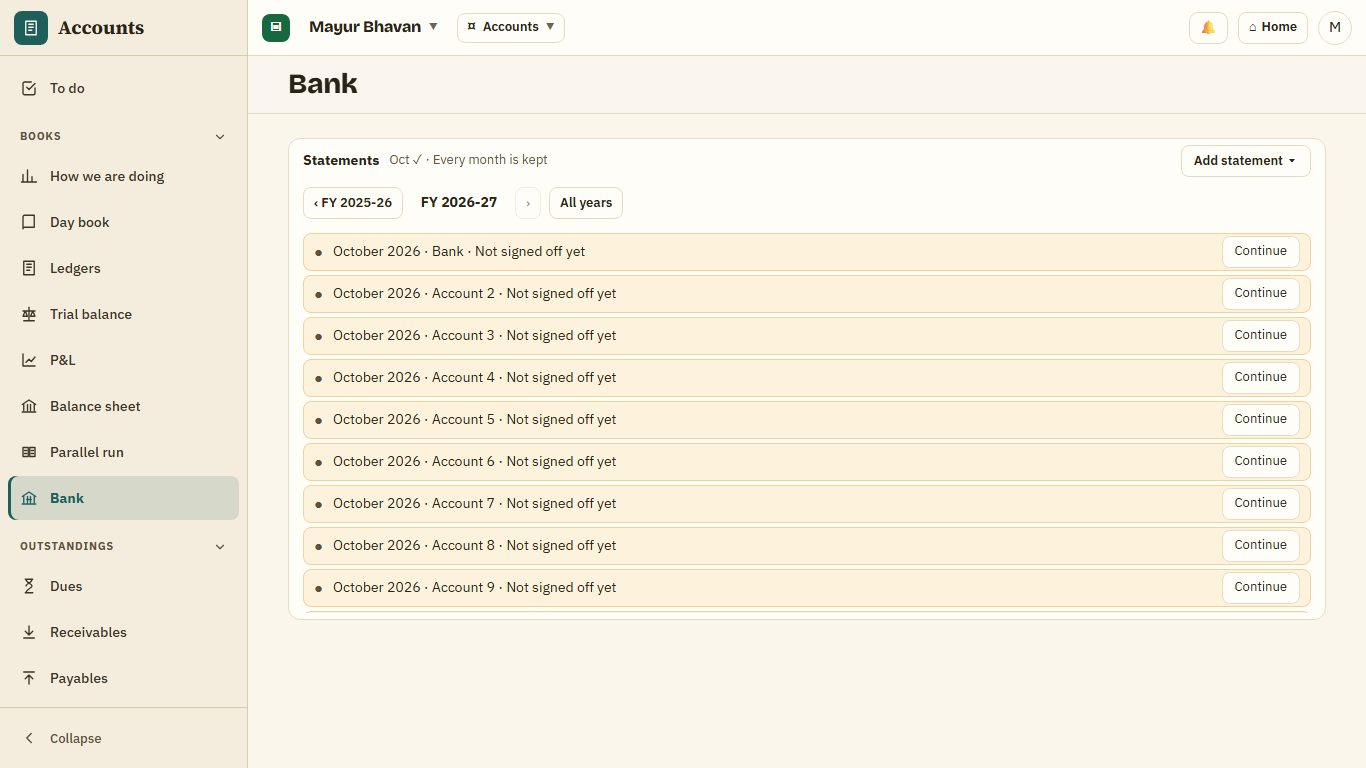 Accounts
To do
BOOKS
How we are doing
Day book
Ledgers
Trial balance
P&L
Balance sheet
Parallel run
Bank
OUTSTANDINGS
Dues
Receivables
Payables
Collapse
Mayur Bhavan ▼ ¤ Accounts ▼ ⌂ Home M
Bank
Statements Oct ✓ · Every month is kept Add statement
‹ FY 2025-26 FY 2026-27 › All years
● October 2026 · Bank · Not signed off yet Continue
● October 2026 · Account 2 · Not signed off yet Continue
● October 2026 · Account 3 · Not signed off yet Continue
● October 2026 · Account 4 · Not signed off yet Continue
● October 2026 · Account 5 · Not signed off yet Continue
● October 2026 · Account 6 · Not signed off yet Continue
● October 2026 · Account 7 · Not signed off yet Continue
● October 2026 · Account 8 · Not signed off yet Continue
● October 2026 · Account 9 · Not signed off yet Continue